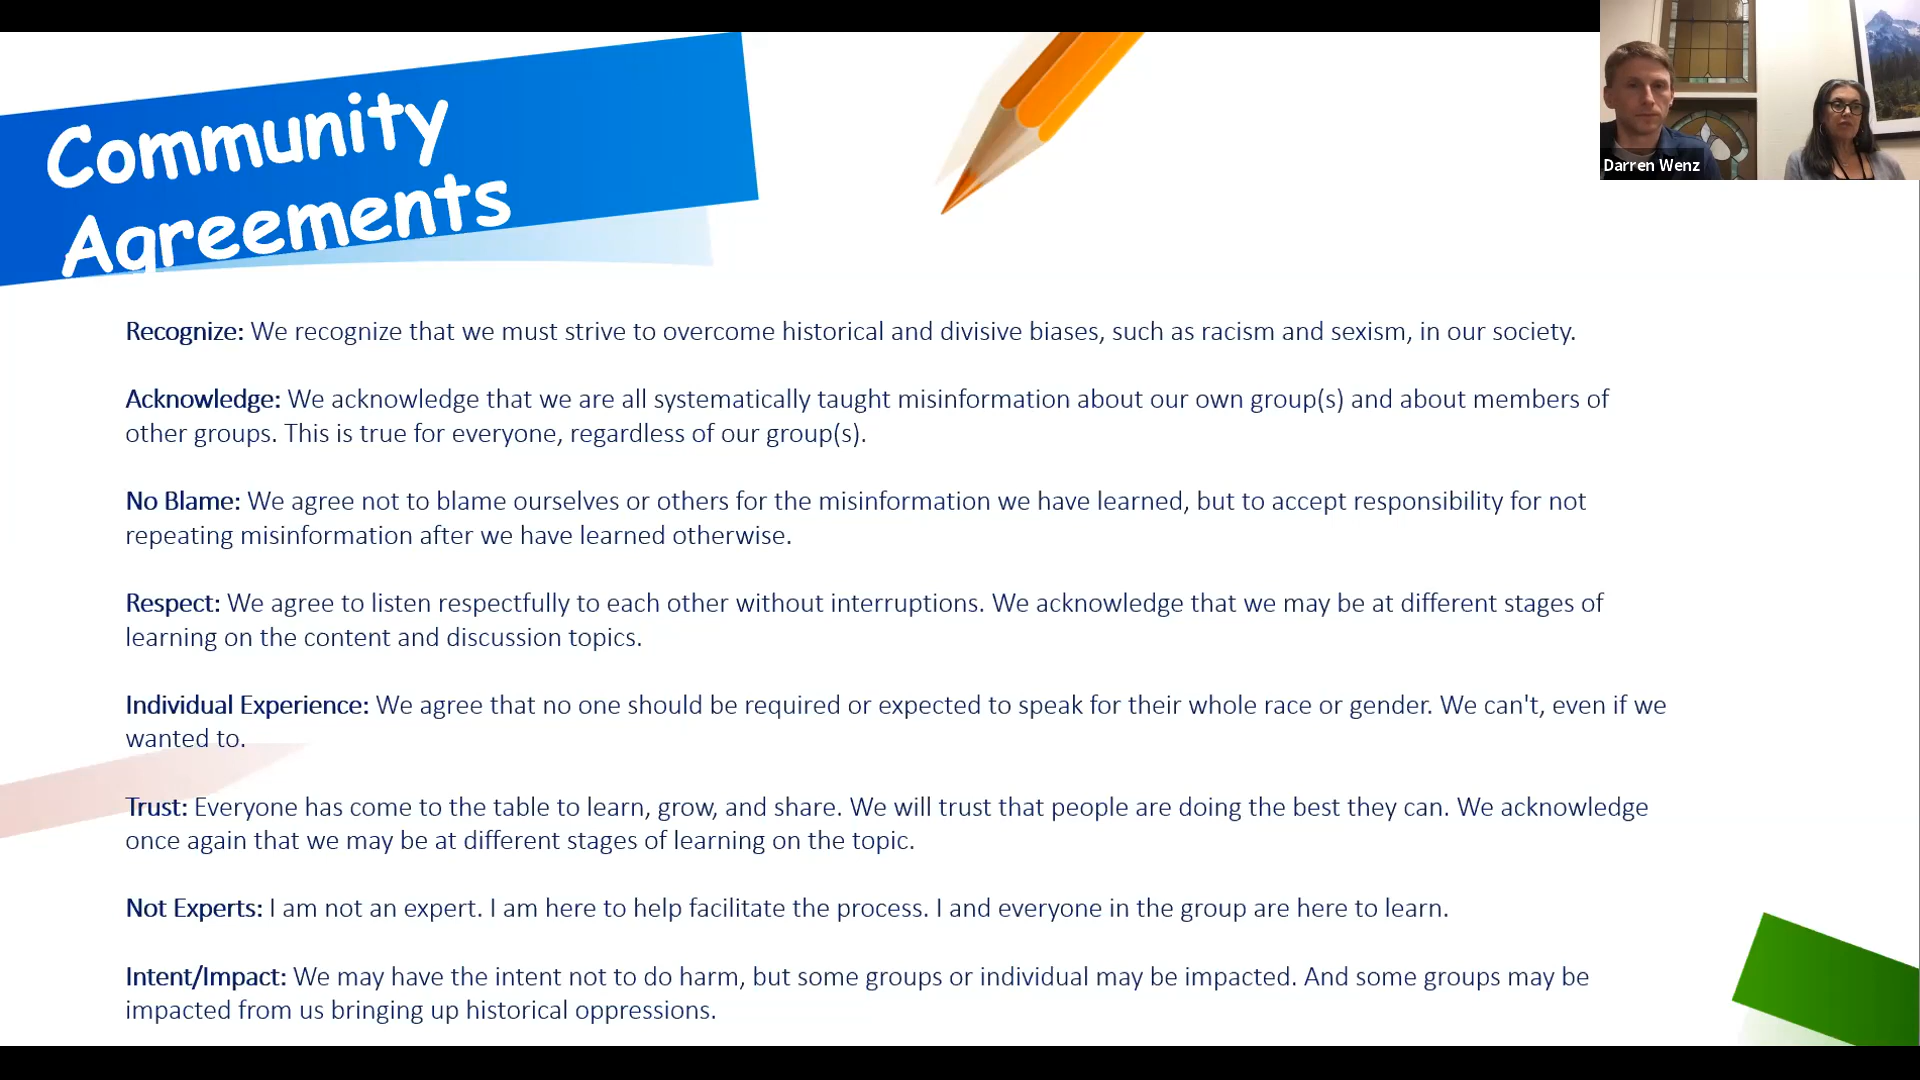 Community
Agreements
Darren Wenz
Recognize: We recognize that we must strive to overcome historical and divisive biases, such as racism and sexism, in our society.
Acknowledge: We acknowledge that we are all systematically taught misinformation about our own group(s) and about members of
other groups. This is true for everyone, regardless of our group(s).
No Blame: We agree not to blame ourselves or others for the misinformation we have learned, but to accept responsibility for not
repeating misinformation after we have learned otherwise.
Respect: We agree to listen respectfully to each other without interruptions. We acknowledge that we may be at different stages of
learning on the content and discussion topics.
Individual Experience: We agree that no one should be required or expected to speak for their whole race or gender. We can't, even if we
wanted to.
Trust: Everyone has come to the table to learn, grow, and share. We will trust that people are doing the best they can. We acknowledge
once again that we may be at different stages of learning on the topic.
Not Experts: I am not an expert. I am here to help facilitate the process. I and everyone in the group are here to learn.
Intent/Impact: We may have the intent not to do harm, but some groups or individual may be impacted. And some groups may be
impacted from us bringing up historical oppressions.